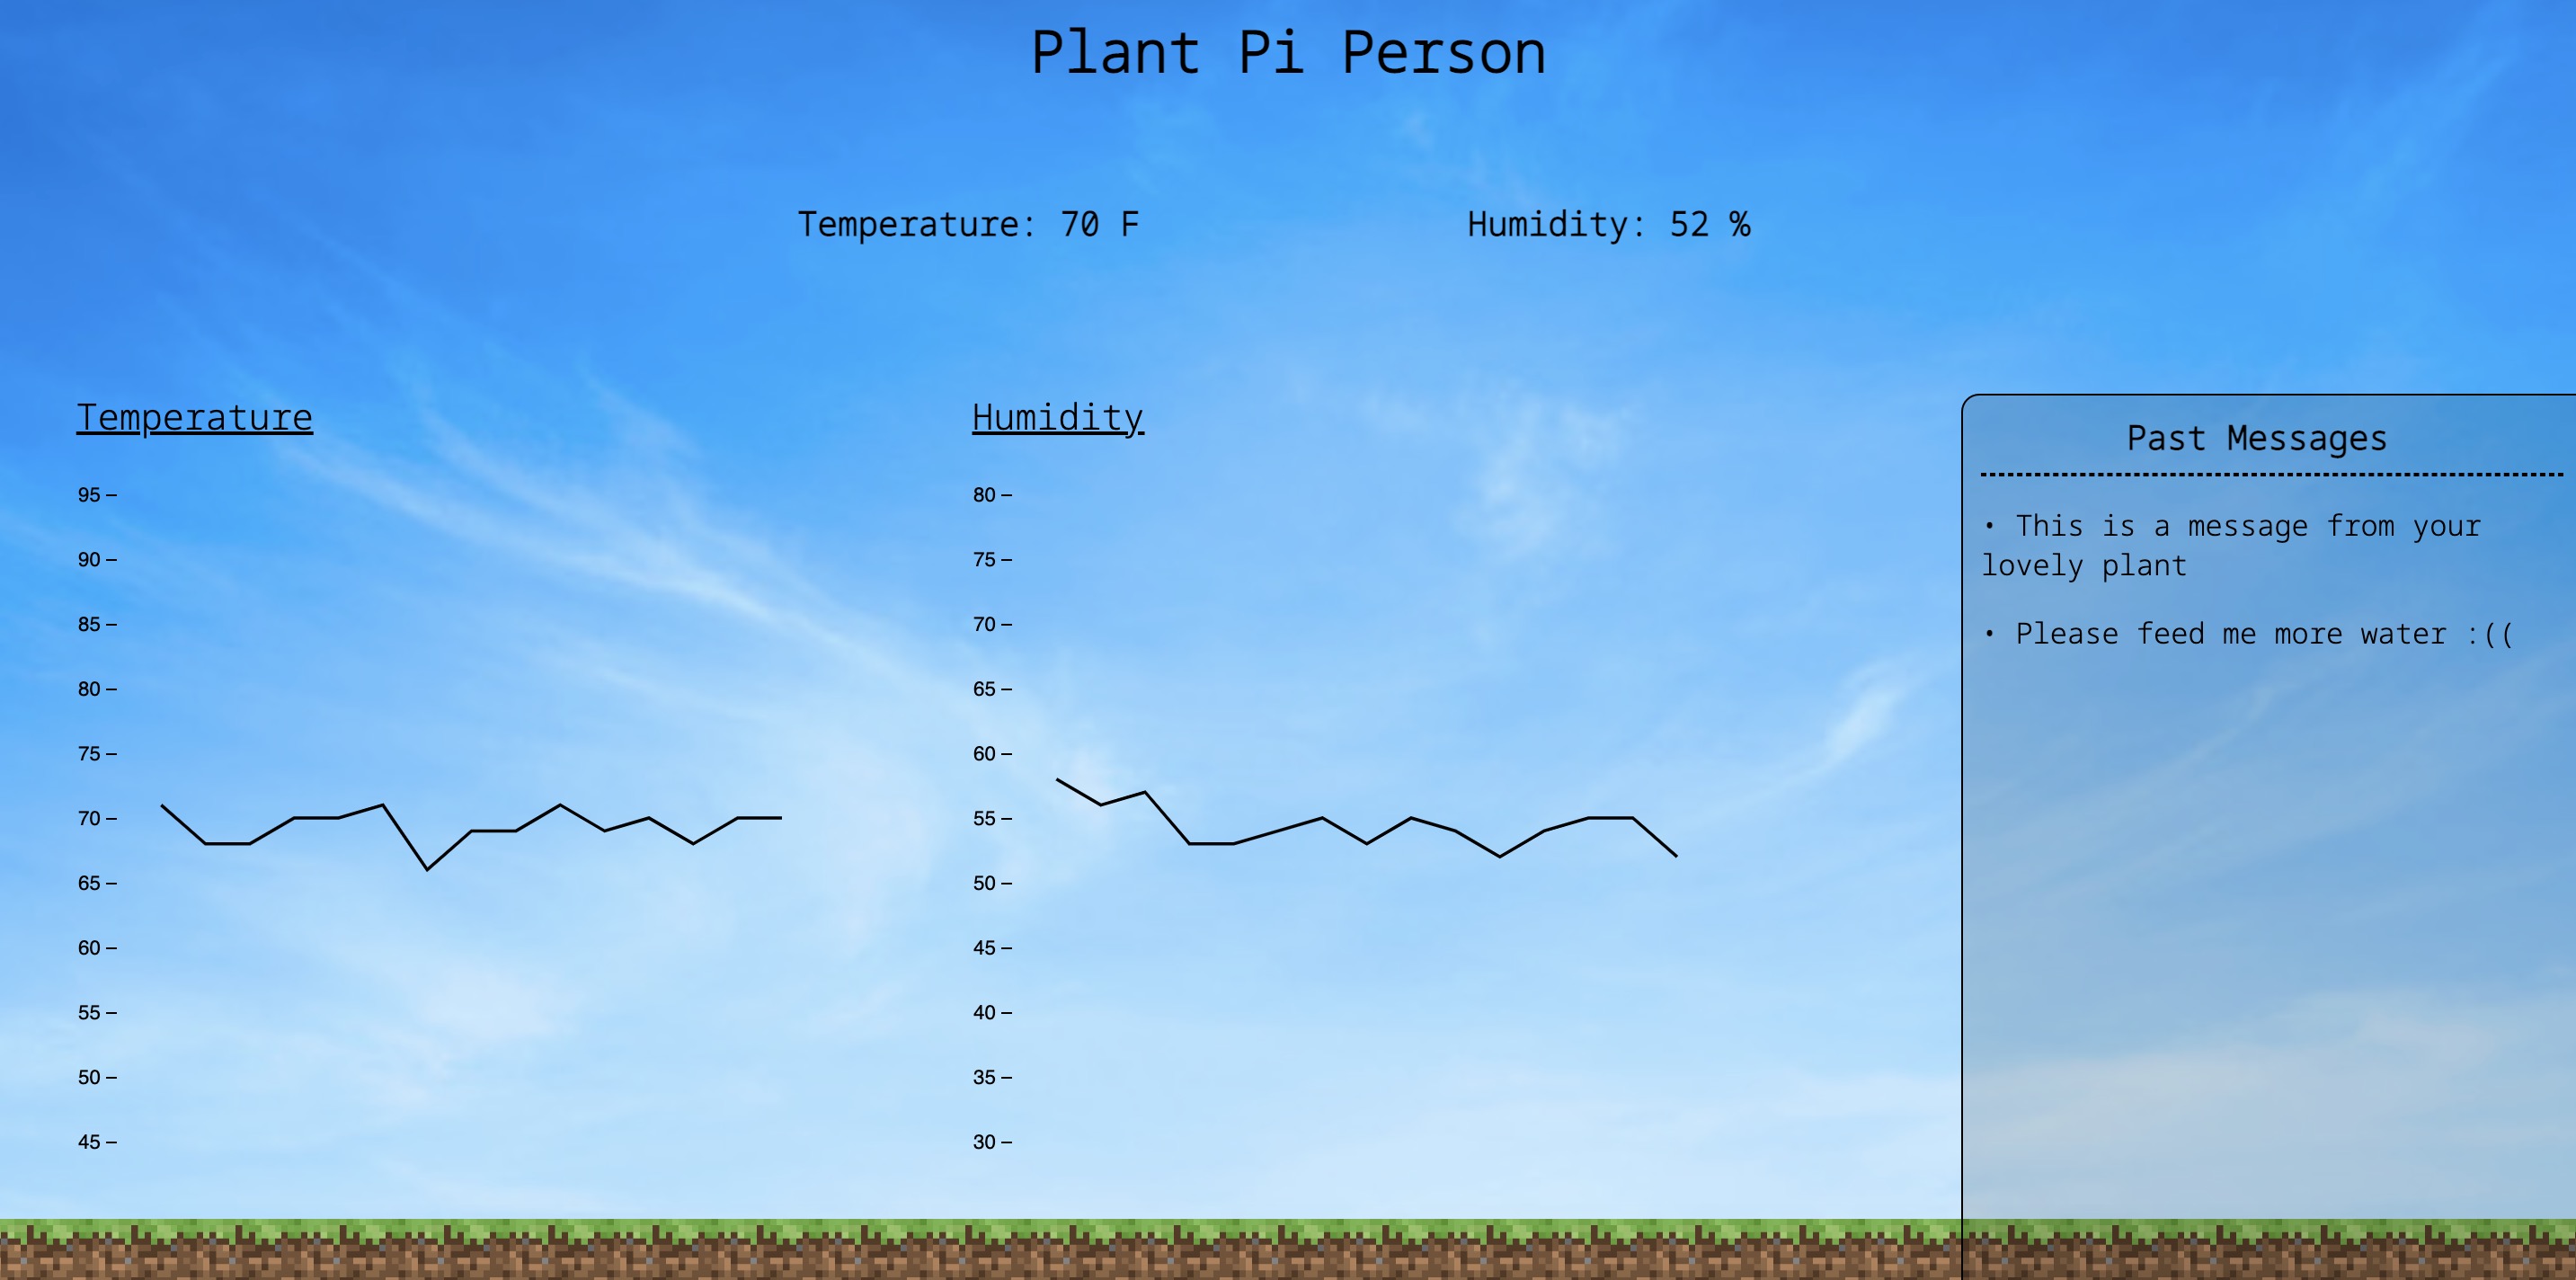 Plant Pi Person
Temperature: 70 F
Humidity: 52 %
Temperature
95
90
85
80
75
70
65
60
55
50
45
Humidity
80
75
70
65
60
55
50
45
40
35
30
Past Messages
• This is a message from your
lovely plant
• Please feed me more water :((